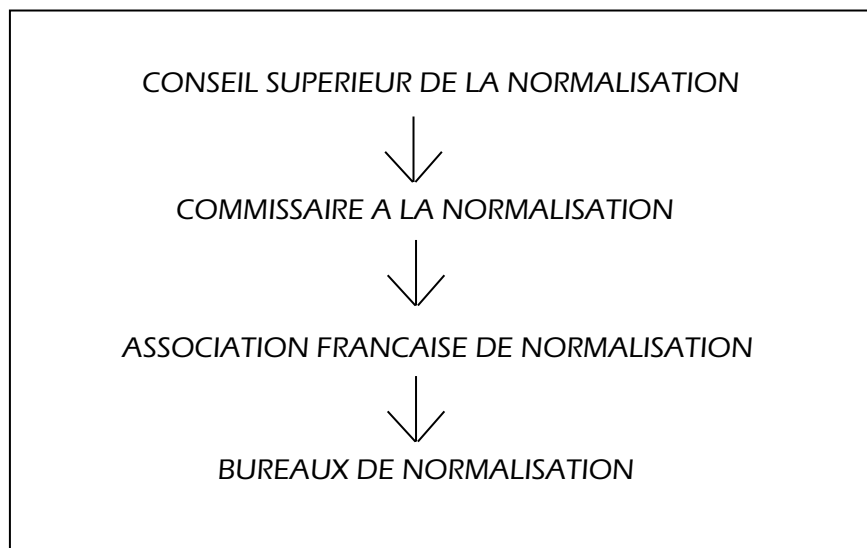 CONSEIL SUPERIEUR DE LA NORMALISATION
COMMISSAIRE A LA NORMALISATION
ASSOCIATION FRANCAISE DE NORMALISATION
BUREAUX DE NORMALISATION